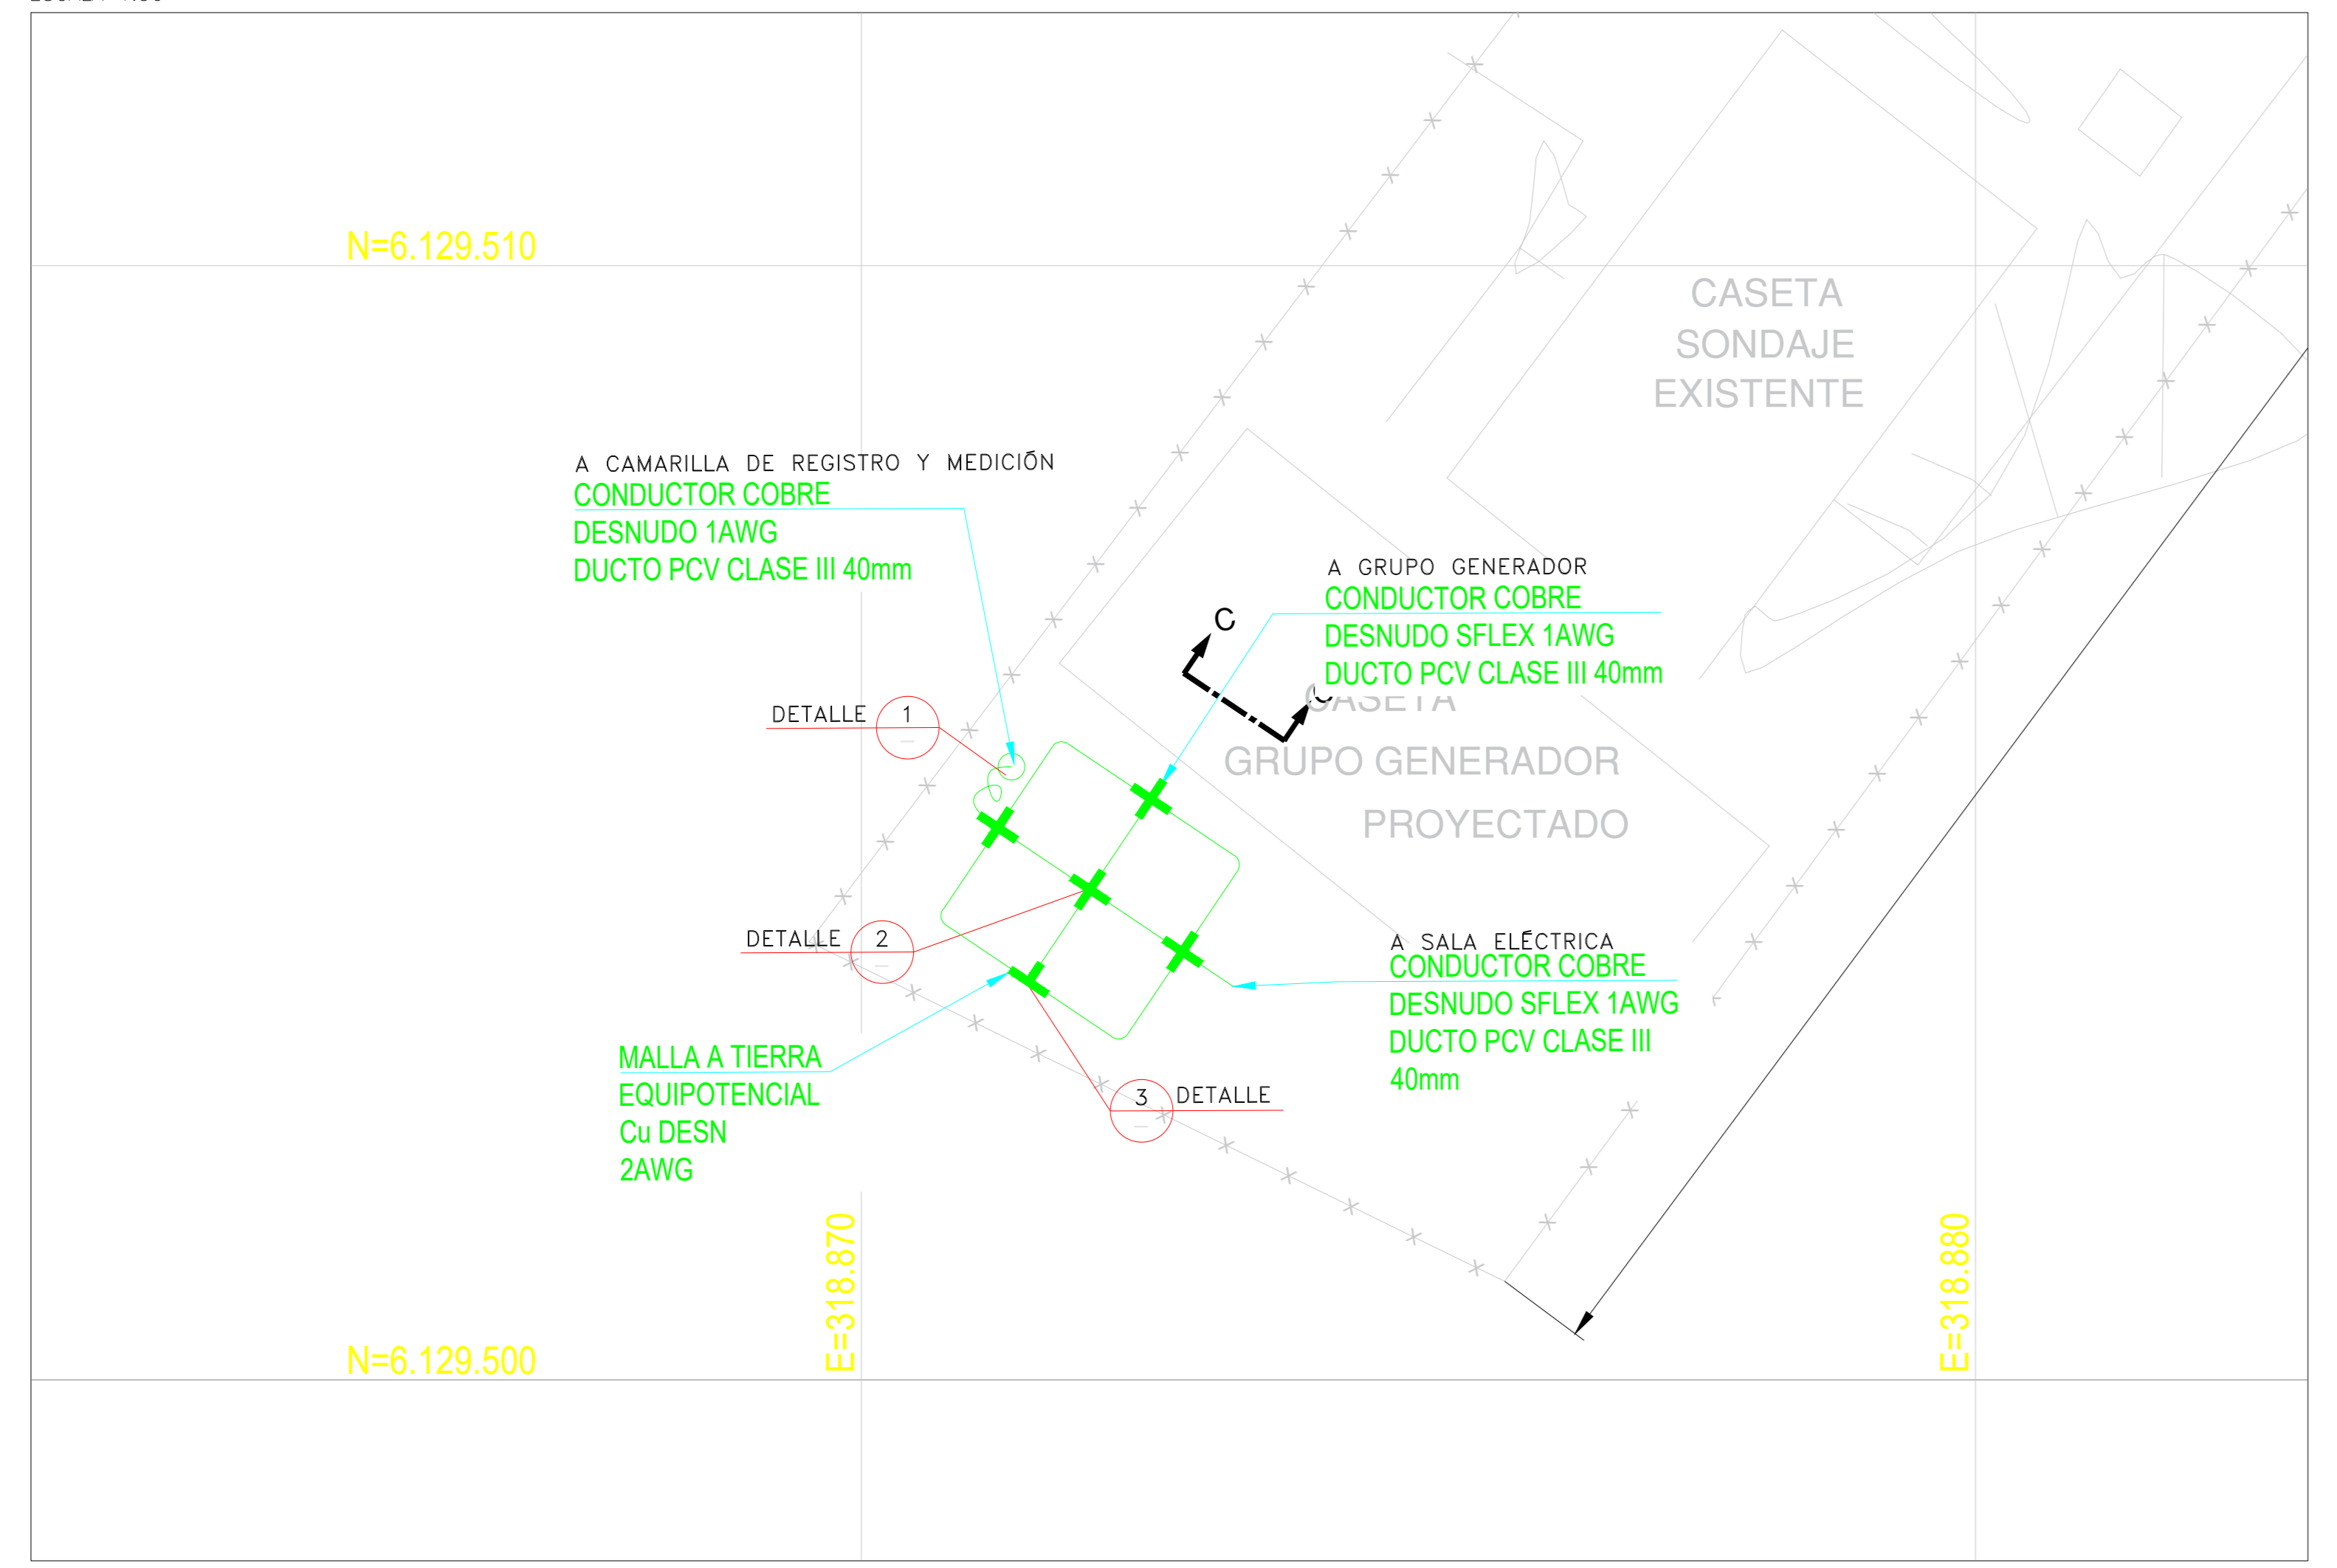 N=6.129.510
CASETA
SONDAJE
EXISTENTE
A CAMARILLA DE REGISTRO Y MEDICIÓN
CONDUCTOR COBRE
DESNUDO 1AWG
DUCTO PCV CLASE III 40mm
A GRUPO GENERADOR
CONDUCTOR COBRE
DESNUDO SFLEX 1AWG
DUCTO PCV CLASE III 40mm
C
C
CASETA
GRUPO GENERADOR
PROYECTADO
DETALLE 1
DETALLE 2
A SALA ELÉCTRICA
CONDUCTOR COBRE
DESNUDO SFLEX 1AWG
DUCTO PCV CLASE III
40mm
MALLA A TIERRA
EQUIPOTENCIAL
Cu DESN
2AWG
3 DETALLE
E=318.870
E=318.880
N=6.129.500